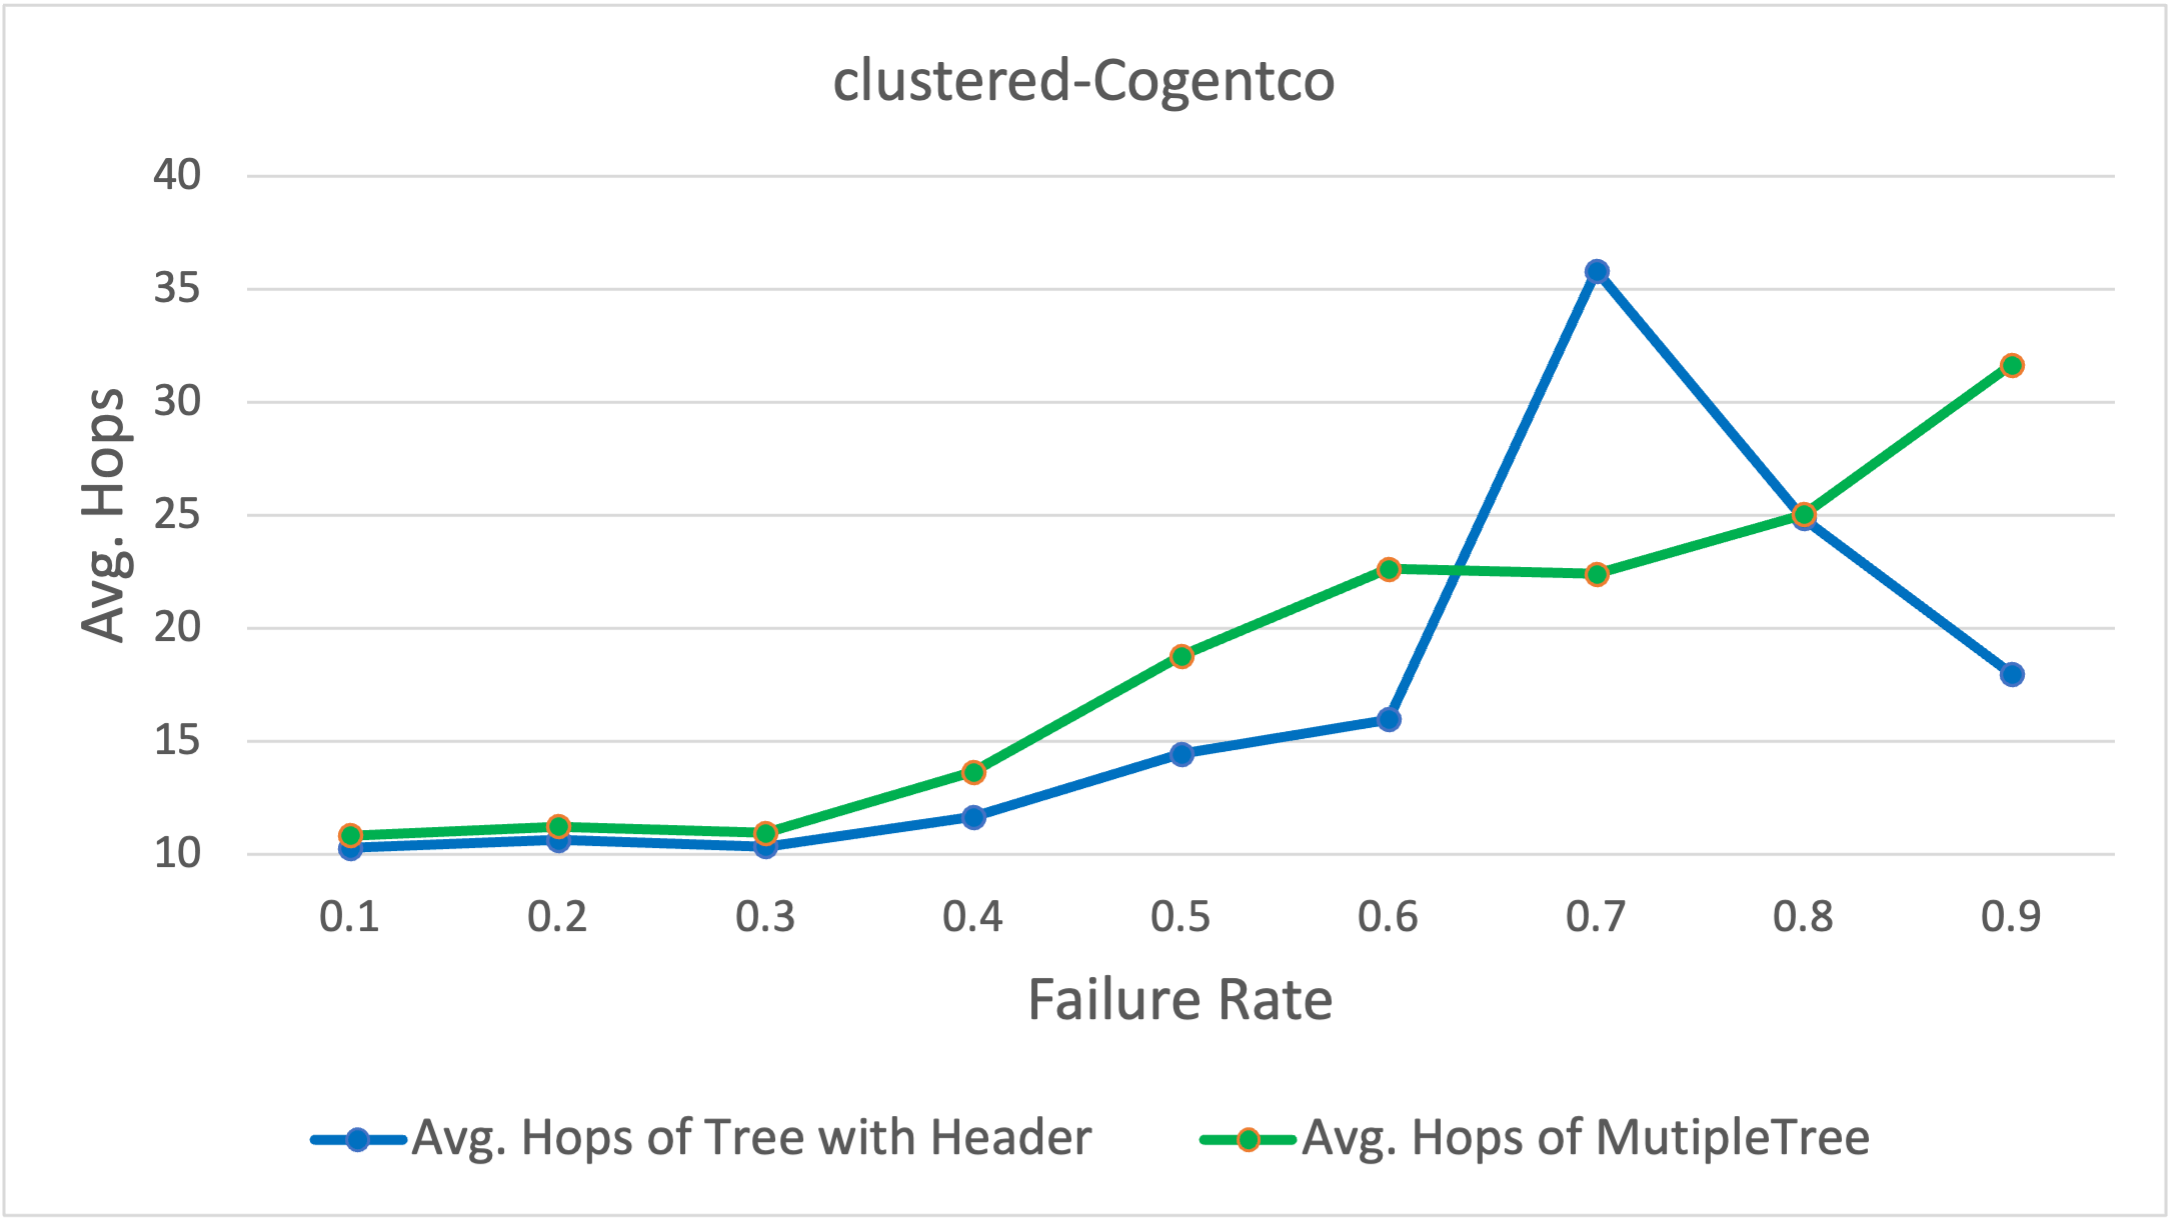 clustered-Cogentco
40
35
30
25
20
15
10
Avg. Hops
0.1 0.2 0.3 0.4 0.5 0.6 0.7 0.8 0.9
Failure Rate
Avg. Hops of Tree with Header Avg. Hops of MutipleTree